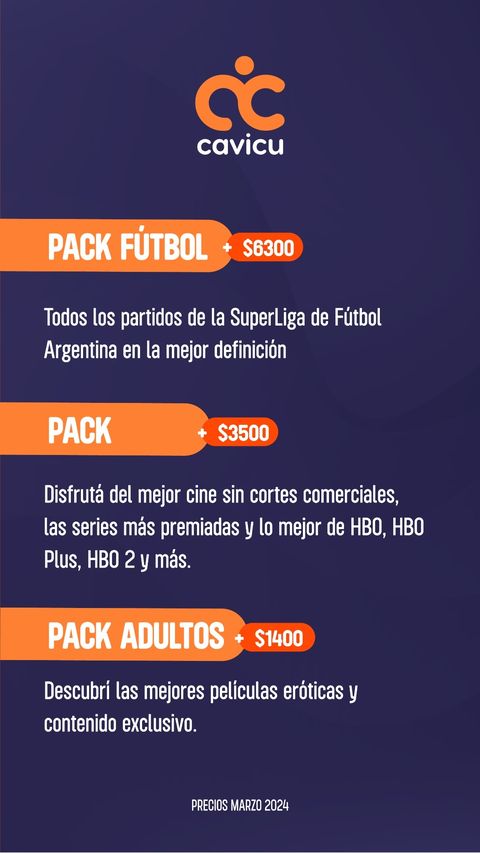 cavicu
PACK FÚTBOL + $6300
Todos los partidos de la SuperLiga de Fútbol
Argentina en la mejor definición
PACK + $3500
Disfrutá del mejor cine sin cortes comerciales,
las series más premiadas y lo mejor de HBO, HBO
Plus, HBO 2 y más.
PACK ADULTOS + $1400
Descubrí las mejores películas eróticas y
contenido exclusivo.
PRECIOS MARZO 2024